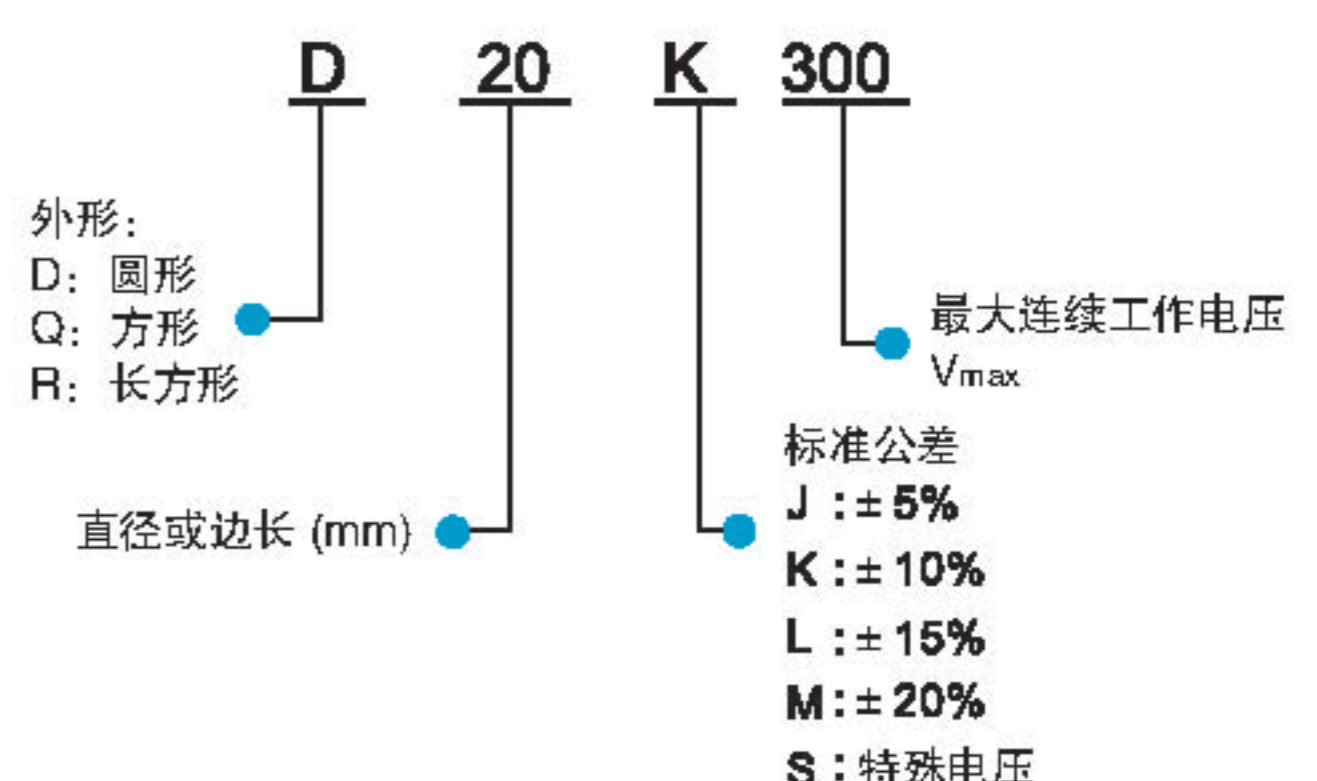 D 20 K 300
外形：
D：圆形
Q：方形
R：长方形
最大连续工作电压
Vmax
直径或边长 (mm)
标准公差
J :± 5%
K :± 10%
L :± 15%
M :± 20%
S : 特殊电压